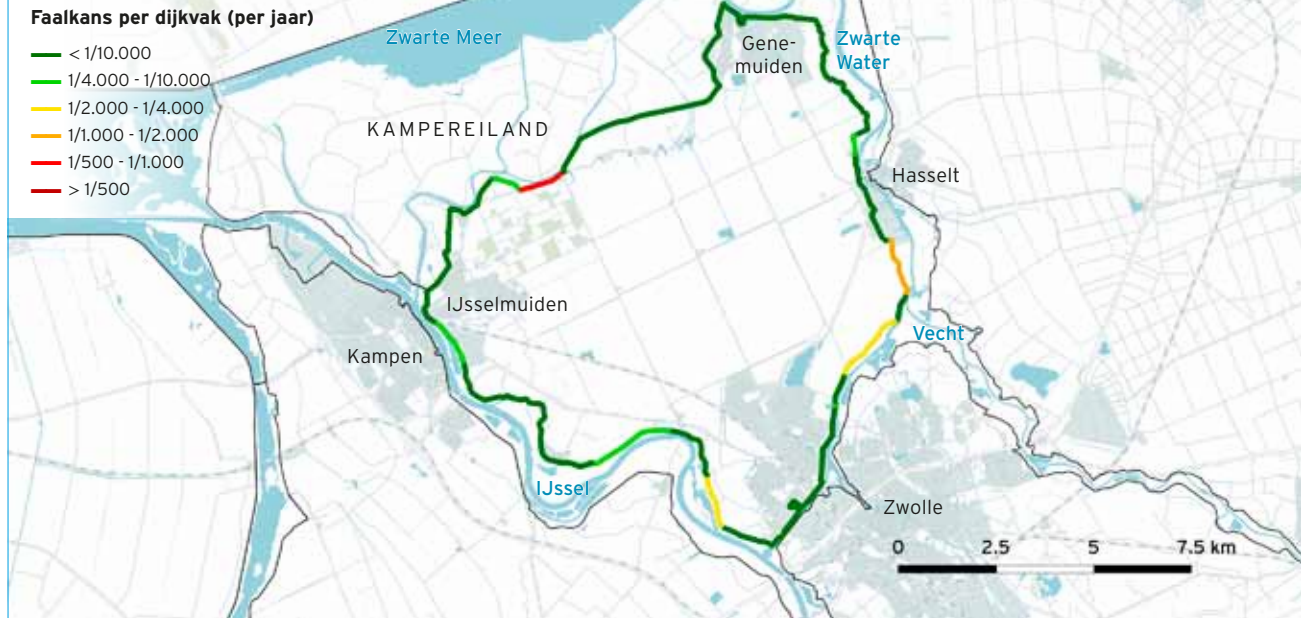 Faalkans per dijkvak (per jaar)
< 1/10.000
1/4.000 - 1/10.000
1/2.000 - 1/4.000
1/1.000 - 1/2.000
1/500 - 1/1.000
> 1/500
Zwarte Meer
Gene-
muiden
Zwarte
Water
KAMPEREILAND
Hasselt
IJsselmuiden
Kampen
Vecht
IJssel
Zwolle
0 2.5 5 7.5 km